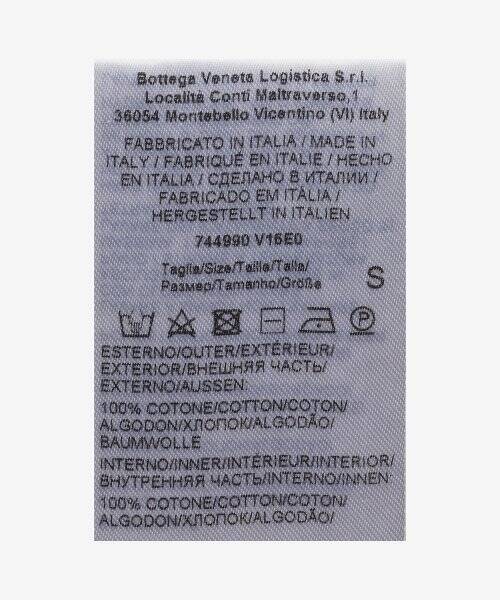 Bottega Veneta Logistica S.r.l.
Località Conti Maltraverso,1
36054 Montebello Vicentino (VI) Italy
FABBRICATO IN ITALIA / MADE IN
ITALY / FABRIQUÉ EN ITALIE / HECHO
EN ITALIA / СДЕЛАНО В ИТАЛИИ /
FABRICADO EM ITÁLIA /
HERGESTELLT IN ITALIEN
744990 V16E0
Taglia/Size/Taille/Talla/
Размер/Tamanho/Größe
S
P
ESTERNO/OUTER/EXTÉRIEUR/
EXTERIOR/ВНЕШНЯЯ ЧАСТЬ/
EXTERNO/AUSSEN:
100% COTONE/COTTON/COTON/
ALGODON/ХЛОПОК/ALGODÃO/
BAUMWOLLE
INTERNO/INNER/INTÉRIEUR/INTERIOR/
ВНУТРЕННЯЯ ЧАСТЬ/INTERNO/INNEN:
100% COTONE/COTTON/COTON/
ALGODON/ХЛОПОК/ALGODÃO/